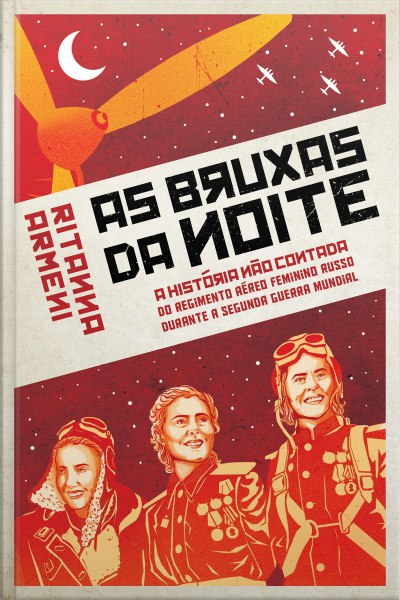 AS BRUXAS
DA NOITE
RITANNA
ARMENI
A HISTÓRIA NÃO CONTADA
DO REGIMENTO AÉREO FEMININO RUSSO
DURANTE A SEGUNDA GUERRA MUNDIAL